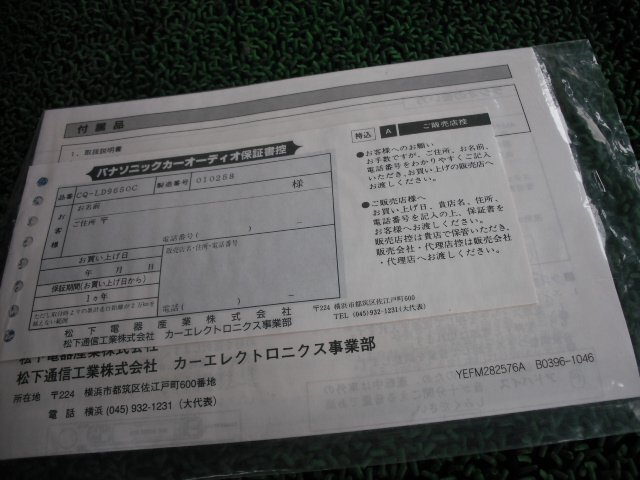 付属品
1、取扱説明書
持込 A ご販売店控
パナソニックカーオーディオ保証書控
品番 CQ-LD9650C 製造番号 010258
お客様
お名前 様
ご住所 〒
電話番号( )
お買い上げ日
年 月 日
保証期間(お買い上げ日から)
1ヵ年
販売店名・住所・電話番号
電話( )
松下電器産業株式会社
松下通信工業株式会社 カーエレクトロニクス事業部
〒224 横浜市都筑区佐江戸町600
TEL (045)932-1231(大代表)
●お客様へのお願い
お手数ですが、ご住所、お名前、
電話番号をわかりやすくご記入
いただき、お買い上げの販売店へ
お渡しください。
●ご販売店様へ
お買い上げ日、貴店名、住所、
電話番号を記入の上、保証書を
お客様へお渡しください。
販売店控は貴店で保管いただき、
販売会社・代理店控は販売会社
・代理店へお渡しください。
松下電器産業株式会社
松下通信工業株式会社 カーエレクトロニクス事業部
所在地 〒224 横浜市都筑区佐江戸町600番地
電話 横浜(045)932-1231(大代表)
YEFM282576A B0396-1046